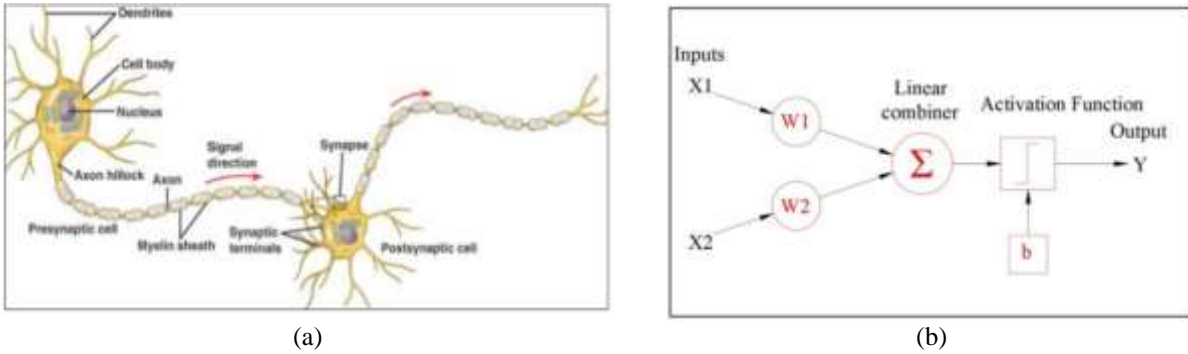 Dendrites
Cell body
Nucleus
Axon hillock
Axon
Signal
direction
Synapse
Presynaptic cell
Myelin sheath
Synaptic
terminals
Postsynaptic cell
(a)
Inputs
X1
W1
Linear
combiner
Activation Function
Output
Σ
Y
W2
X2
b
(b)